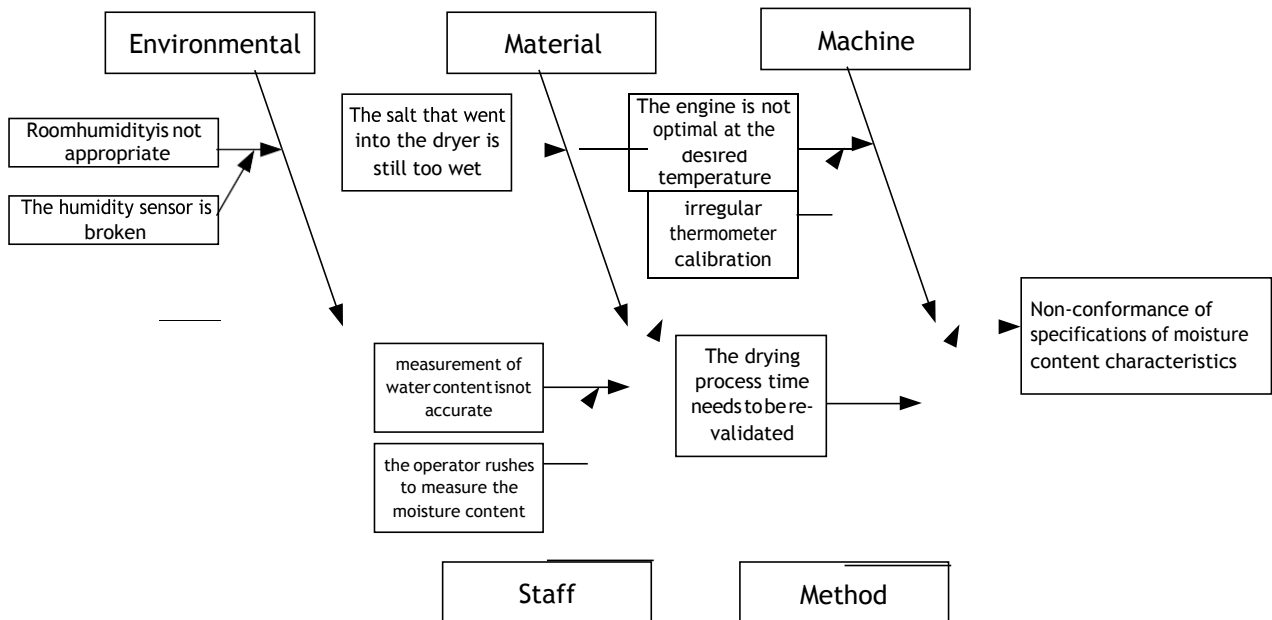 Environmental
Material
Machine
Roomhumidityis not
appropriate
The humidity sensor is
broken
The salt that went
into the dryer is
still too wet
The engine is not
optimal at the
desired
temperature
irregular
thermometer
calibration
Non-conformance of
specifications of moisture
content characteristics
measurement of
water contentisnot
accurate
the operator rushes
to measure the
moisture content
The drying
process time
needstobere-
validated
Staff
Method